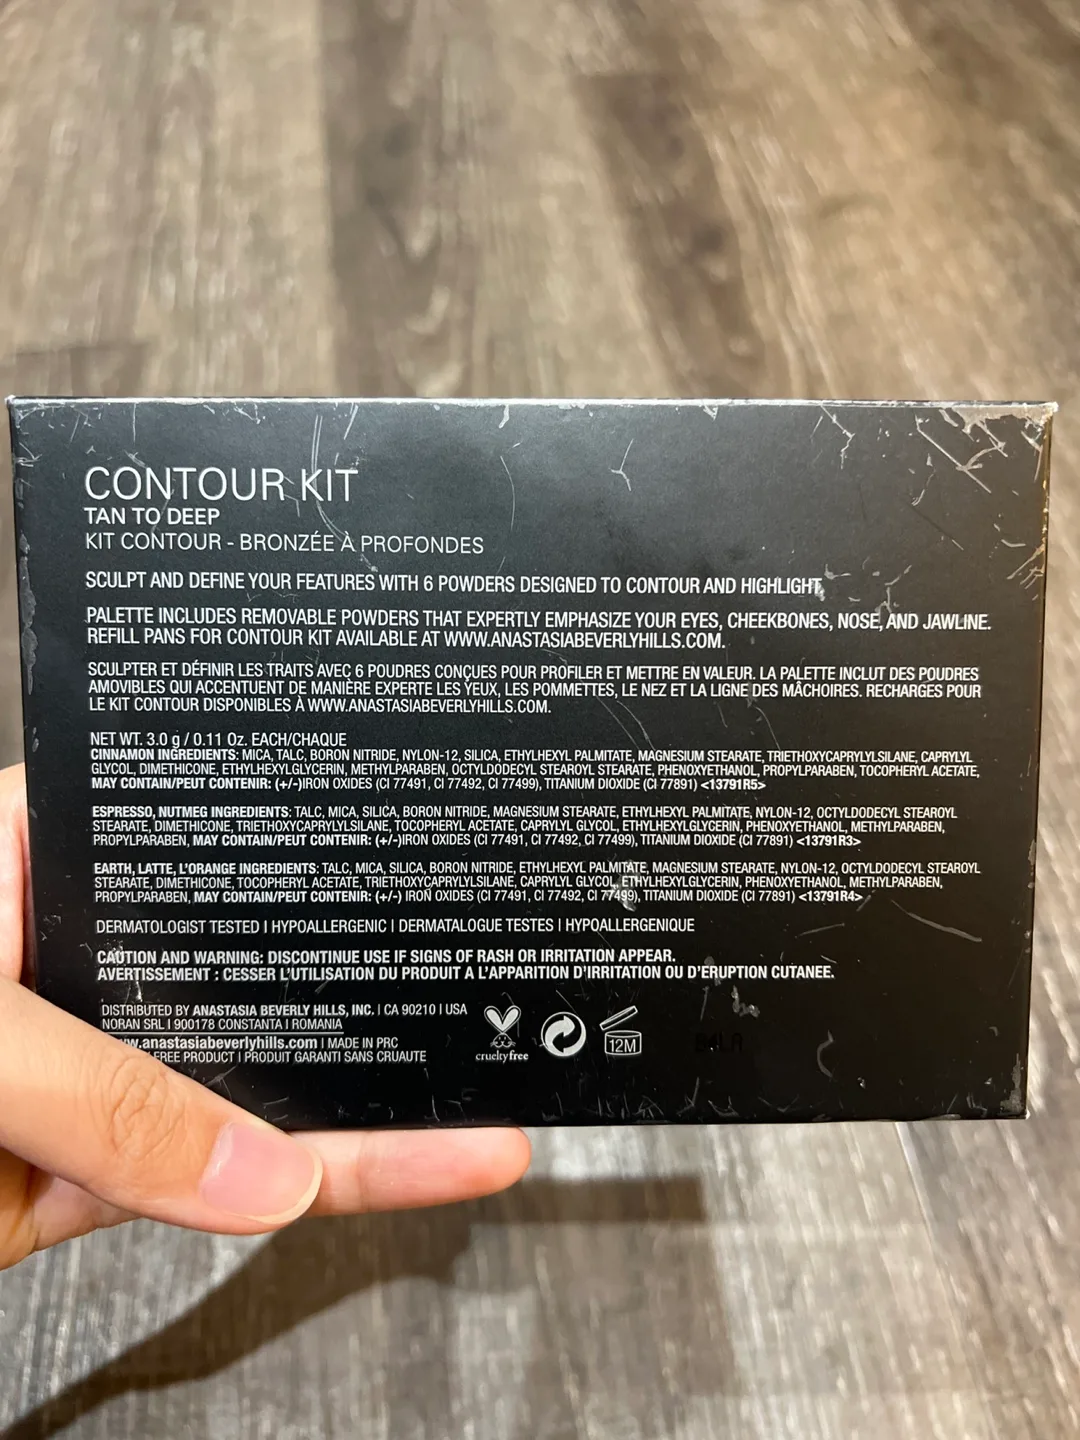 CONTOUR KIT
TAN TO DEEP
KIT CONTOUR - BRONZÉE À PROFONDES
SCULPT AND DEFINE YOUR FEATURES WITH 6 POWDERS DESIGNED TO CONTOUR AND HIGHLIGHT.
PALETTE INCLUDES REMOVABLE POWDERS THAT EXPERTLY EMPHASIZE YOUR EYES, CHEEKBONES, NOSE, AND JAWLINE.
REFILL PANS FOR CONTOUR KIT AVAILABLE AT WWW.ANASTASIABEVERLYHILLS.COM.
SCULPTER ET DÉFINIR LES TRAITS AVEC 6 POUDRES CONÇUES POUR PROFILER ET METTRE EN VALEUR. LA PALETTE INCLUT DES POUDRES
AMOVIBLES QUI ACCENTUENT DE MANIÈRE EXPERTE LES YEUX, LES POMMETTES, LE NEZ ET LA LIGNE DES MÂCHOIRES. RECHARGES POUR
LE KIT CONTOUR DISPONIBLES À WWW.ANASTASIABEVERLYHILLS.COM.
NET WT. 3.0 g / 0.11 Oz. EACH/CHAQUE
CINNAMON INGREDIENTS: MICA, TALC, BORON NITRIDE, NYLON-12, SILICA, ETHYLHEXYL PALMITATE, MAGNESIUM STEARATE, TRIETHOXYCAPRYLYLSILANE, CAPRYLYL
GLYCOL, DIMETHICONE, ETHYLHEXYLGLYCERIN, METHYLPARABEN, OCTYLDODECYL STEAROYL STEARATE, PHENOXYETHANOL, PROPYLPARABEN, TOCOPHERYL ACETATE,
MAY CONTAIN/PEUT CONTENIR: (+/-)IRON OXIDES (CI 77491, CI 77492, CI 77499), TITANIUM DIOXIDE (CI 77891) <13791R5>
ESPRESSO, NUTMEG INGREDIENTS: TALC, MICA, SILICA, BORON NITRIDE, MAGNESIUM STEARATE, ETHYLHEXYL PALMITATE, NYLON-12, OCTYLDODECYL STEAROYL
STEARATE, DIMETHICONE, TRIETHOXYCAPRYLYLSILANE, TOCOPHERYL ACETATE, CAPRYLYL GLYCOL, ETHYLHEXYLGLYCERIN, PHENOXYETHANOL, METHYLPARABEN,
PROPYLPARABEN, MAY CONTAIN/PEUT CONTENIR: (+/-)IRON OXIDES (CI 77491, CI 77492, CI 77499), TITANIUM DIOXIDE (CI 77891) <13791R3>
EARTH, LATTE, L'ORANGE INGREDIENTS: TALC, MICA, SILICA, BORON NITRIDE, ETHYLHEXYL PALMITATE, MAGNESIUM STEARATE, NYLON-12, OCTYLDODECYL STEAROYL
STEARATE, DIMETHICONE, TOCOPHERYL ACETATE, TRIETHOXYCAPRYLYLSILANE, CAPRYLYL GLYCOL, ETHYLHEXYLGLYCERIN, PHENOXYETHANOL, METHYLPARABEN,
PROPYLPARABEN, MAY CONTAIN/PEUT CONTENIR: (+/-) IRON OXIDES (CI 77491, CI 77492, CI 77499), TITANIUM DIOXIDE (CI 77891) <13791R4>
DERMATOLOGIST TESTED I HYPOALLERGENIC I DERMATALOGUE TESTES I HYPOALLERGENIQUE
CAUTION AND WARNING: DISCONTINUE USE IF SIGNS OF RASH OR IRRITATION APPEAR.
AVERTISSEMENT : CESSER L'UTILISATION DU PRODUIT A L'APPARITION D'IRRITATION OU D'ERUPTION CUTANEE.
DISTRIBUTED BY ANASTASIA BEVERLY HILLS, INC. I CA 90210 I USA
NORAN SRL I 900178 CONSTANTA I ROMANIA
www.anastasiabeverlyhills.com I MADE IN PRC
FREE PRODUCT I PRODUIT GARANTI SANS CRUAUTE
crueltyfree
12M